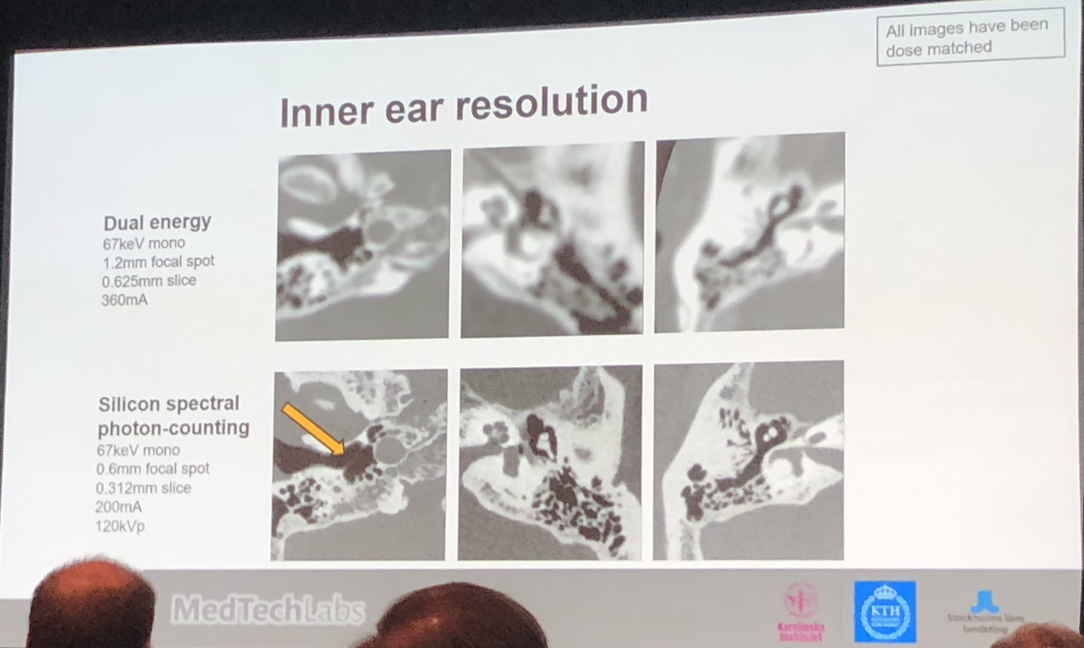 All images have been
dose matched
Inner ear resolution
Dual energy
67keV mono
1.2mm focal spot
0.625mm slice
360mA
Silicon spectral
photon-counting
67keV mono
0.6mm focal spot
0.312mm slice
200mA
120kVp
MedTechLabs
Karolinska
Institutet
KTH
Stockholms läns
landsting